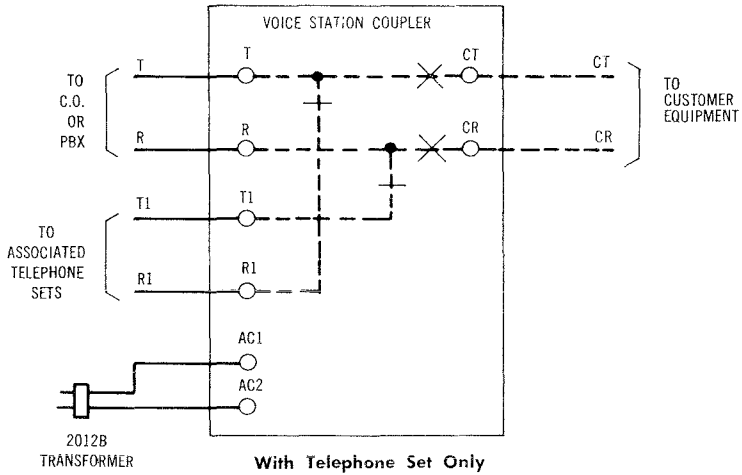 VOICE STATION COUPLER
T
T
CT
CT
TO
C.O.
OR
PBX
TO
CUSTOMER
EQUIPMENT
R
R
CR
CR
T1
T1
TO
ASSOCIATED
TELEPHONE
SETS
R1
R1
AC1
AC2
2012B
TRANSFORMER
With Telephone Set Only